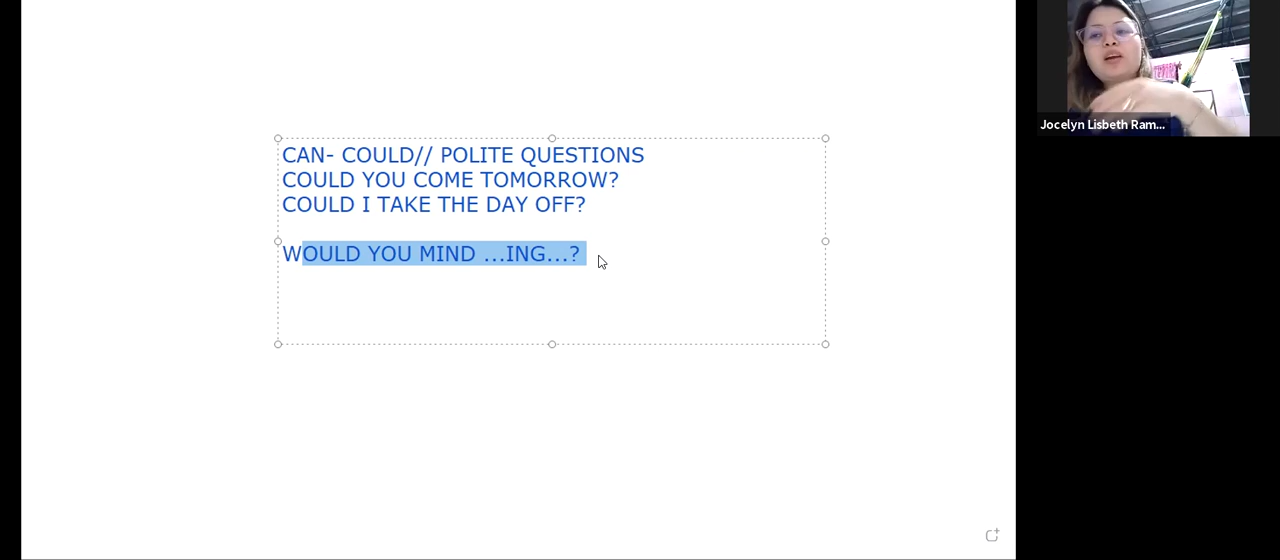 CAN- COULD// POLITE QUESTIONS
COULD YOU COME TOMORROW?
COULD I TAKE THE DAY OFF?
WOULD YOU MIND ...ING...?
Jocelyn Lisbeth Ram...